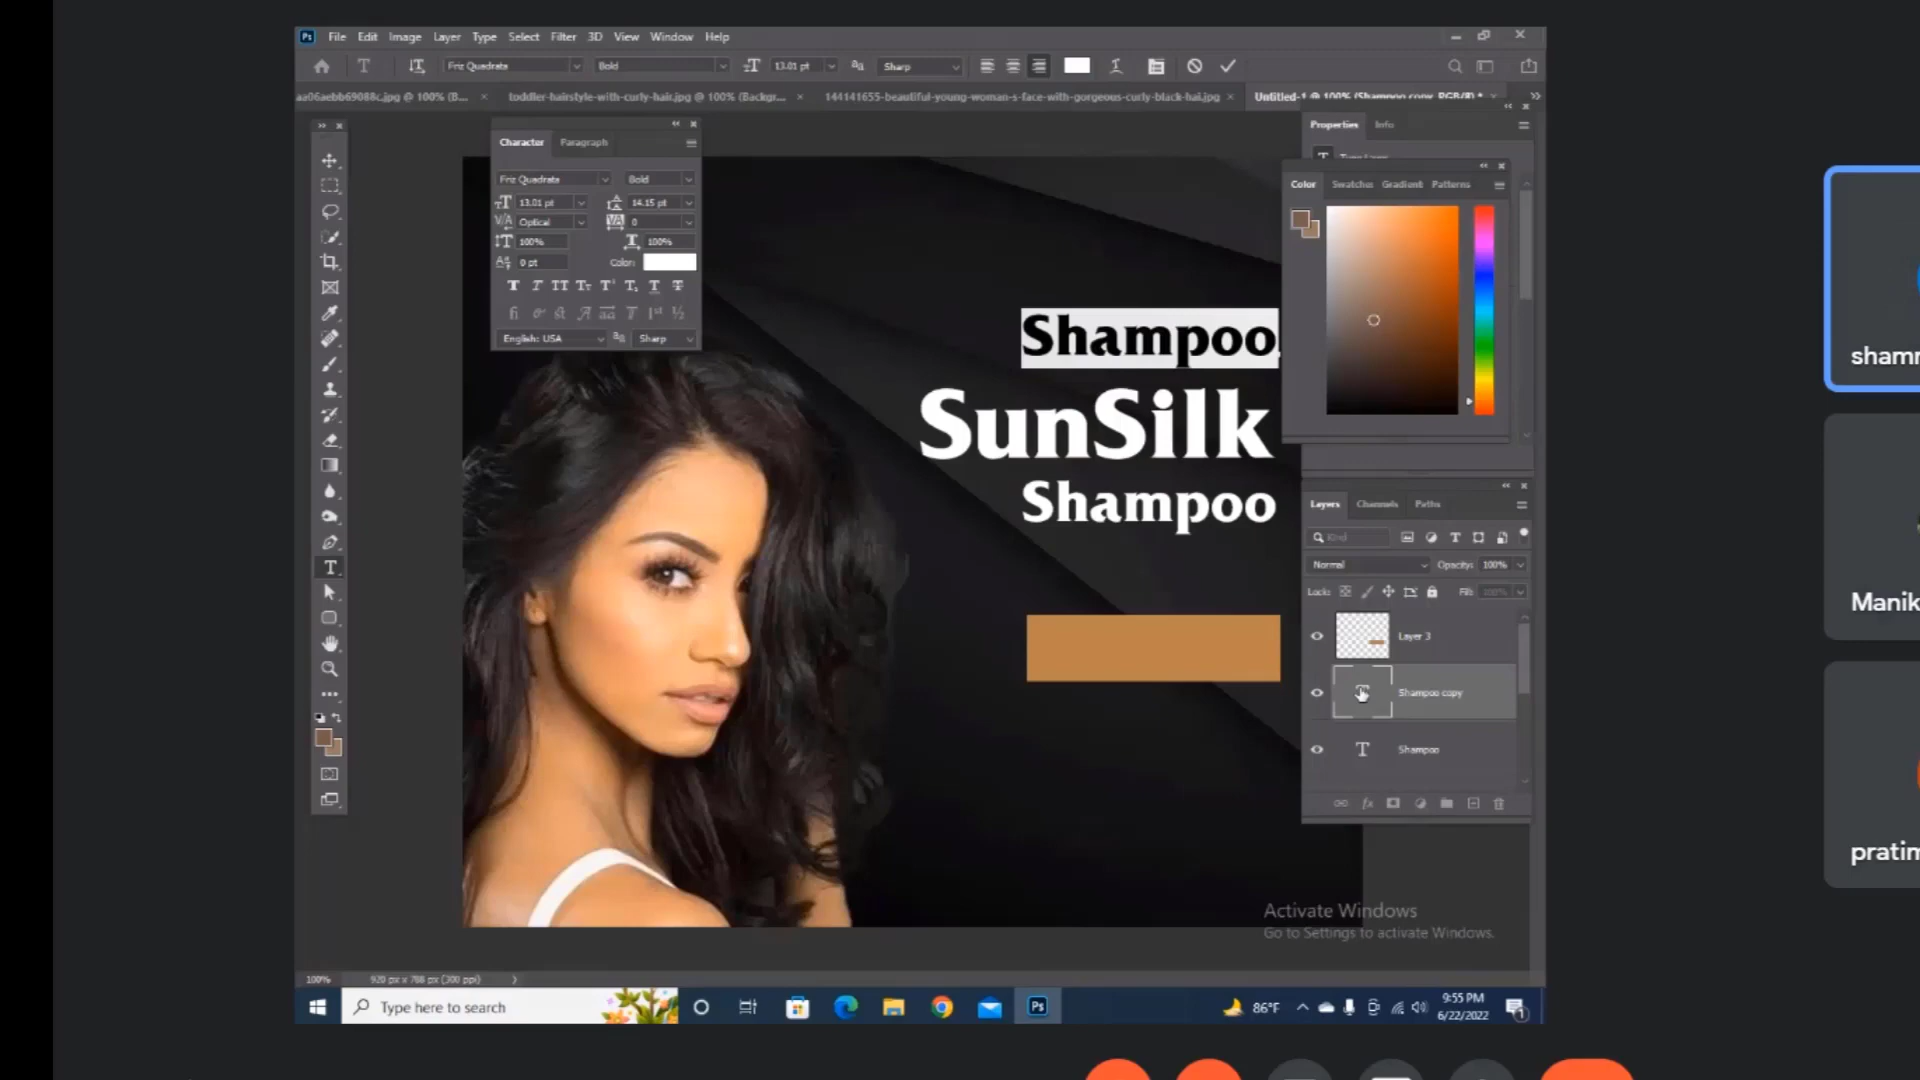 Ps File Edit Image Layer Type Select Filter 3D View Window Help
Friz Quadrata Bold 13.01 pt Sharp
aa06aebb69088c.jpg @ 100% (B... × toddler-hairstyle-with-curly-hair.jpg @ 100% (Backgr... × 144141655-beautiful-young-woman-s-face-with-gorgeous-curly-black-hai.jpg × Untitled-1 @ 100% (Shampoo copy, RGB/8) *
Character Paragraph
Friz Quadrata Bold
13.01 pt 14.15 pt
Optical 0
100% 100%
0 pt Color:
English: USA Sharp
Properties Info
Type Layer
Color Swatches Gradient Patterns
Shampoo
SunSilk
Shampoo
Layers Channels Paths
Kind
Normal Opacity: 100%
Lock: Fill: 100%
Layer 3
Shampoo copy
Shampoo
Activate Windows
Go to Settings to activate Windows.
100% 920 px x 768 px (300 ppi)
Type here to search
Ps
86°F
9:55 PM
6/22/2022
Manik
pratim